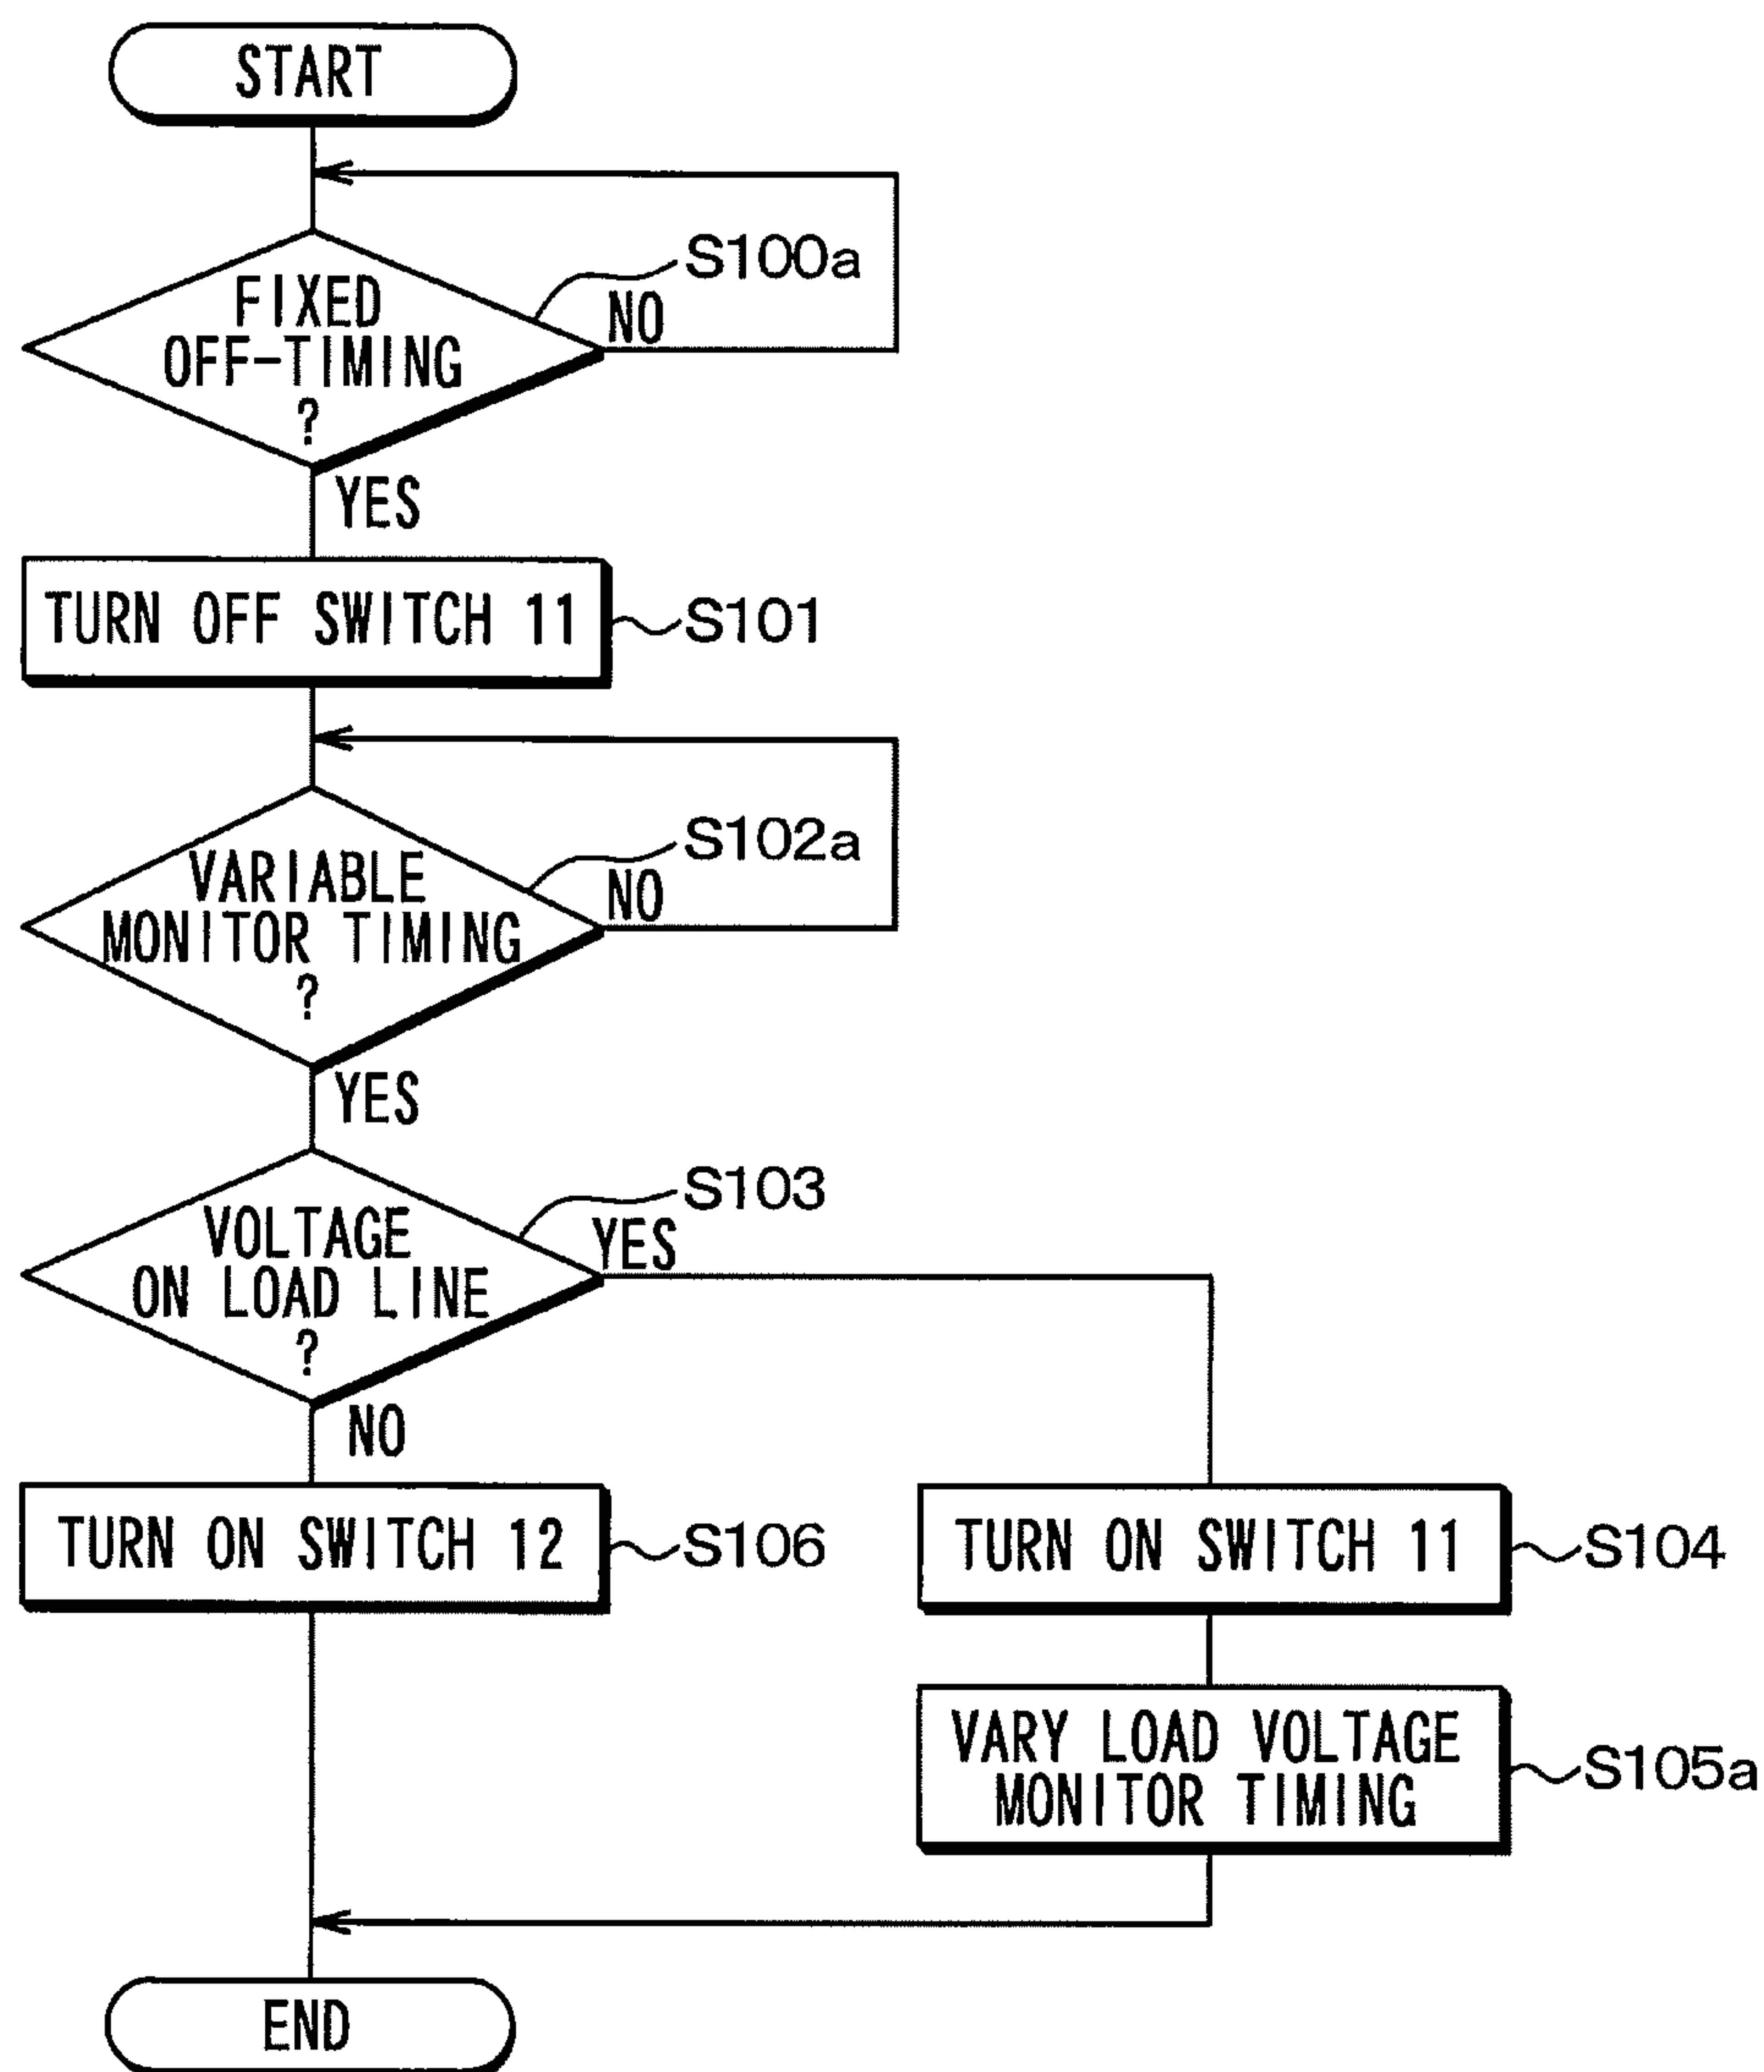 START
S100a
FIXED
OFF-TIMING
?
NO
YES
TURN OFF SWITCH 11
S101
S102a
VARIABLE
MONITOR TIMING
?
NO
YES
S103
VOLTAGE
ON LOAD LINE
?
YES
NO
TURN ON SWITCH 12
S106
TURN ON SWITCH 11
S104
VARY LOAD VOLTAGE
MONITOR TIMING
S105a
END